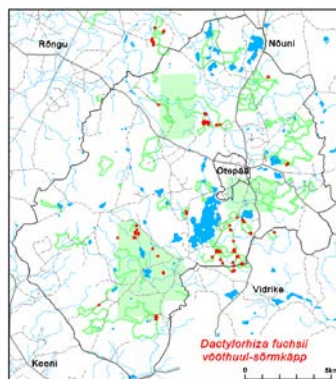 Rõngu
Nõuni
Otepää
Vidrike
Dactylorhiza fuchsii
vööthuul-sõrmkäpp
Keeni
0